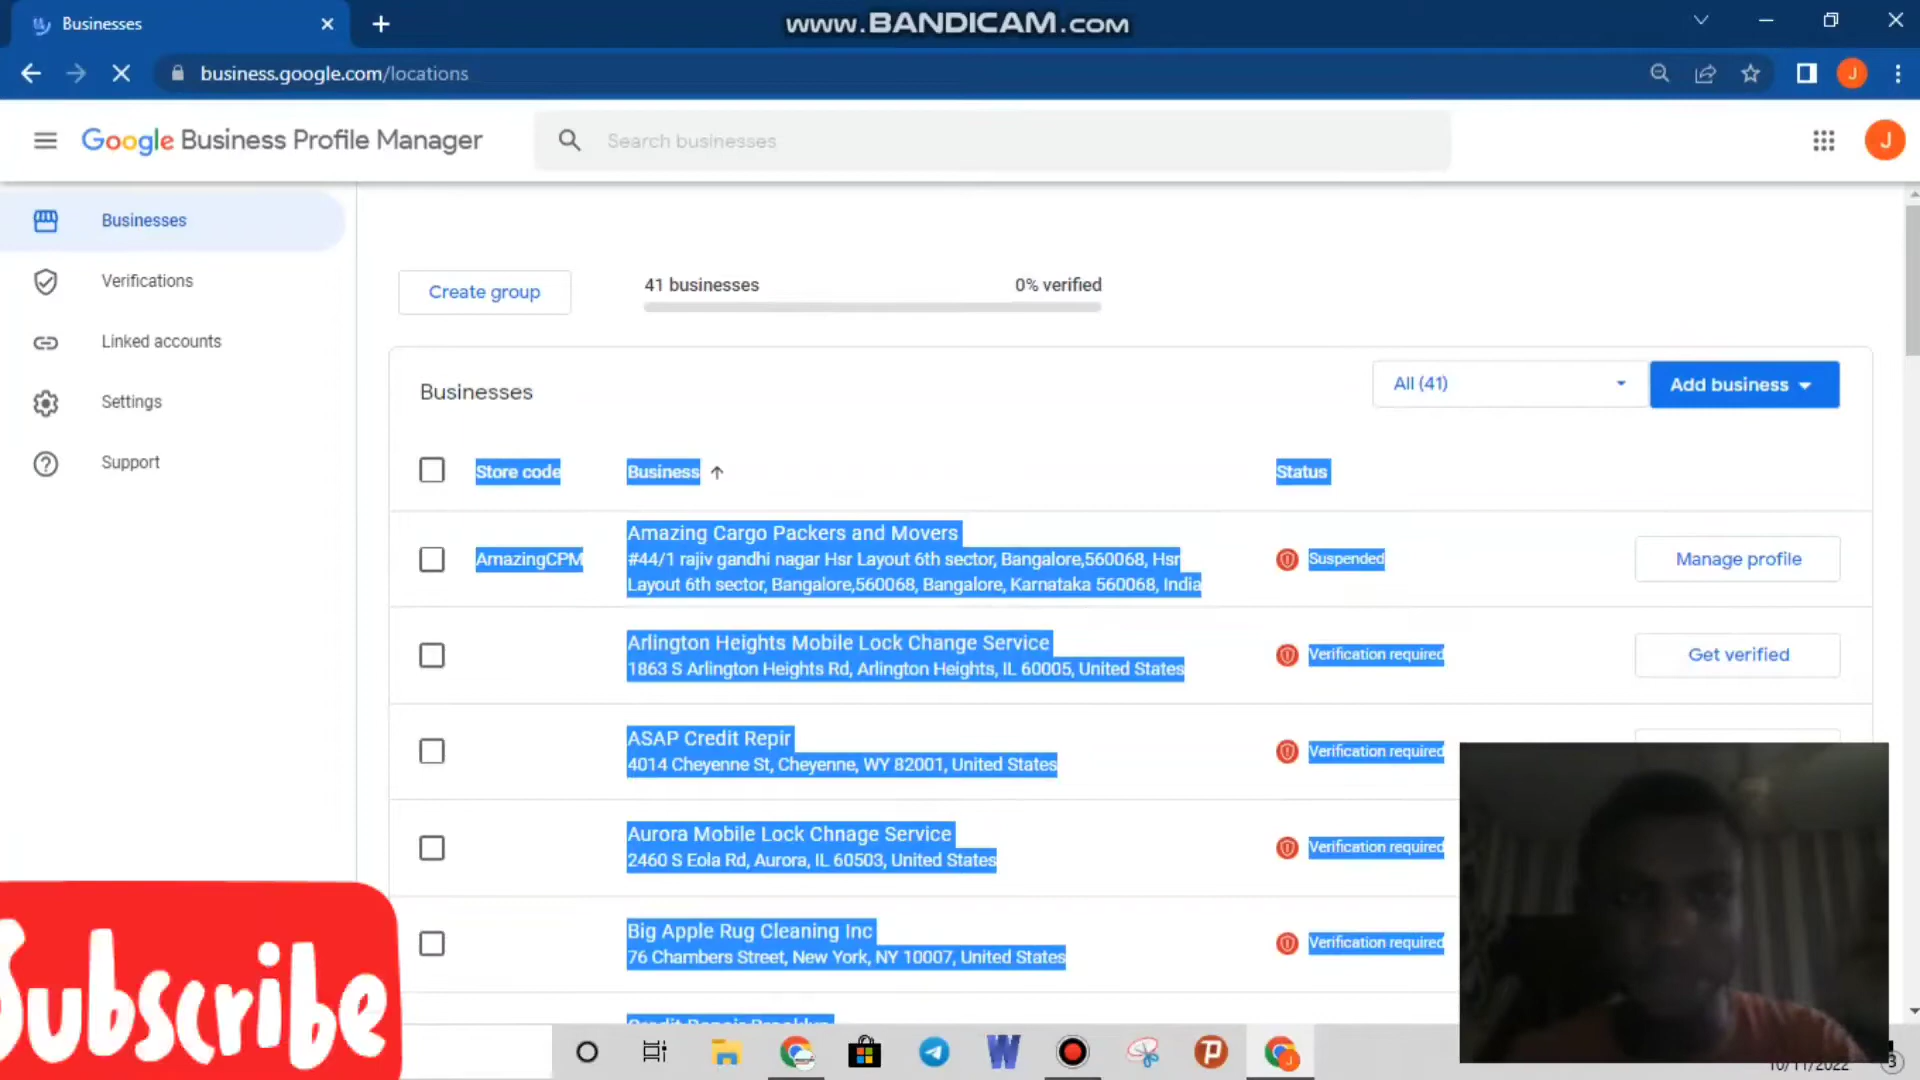 Businesses
www.BANDICAM.com
business.google.com/locations
J
Google Business Profile Manager
Search businesses
J
Businesses
Verifications
Linked accounts
Settings
Support
Create group
41 businesses
0% verified
Businesses
All (41)
Add business
Store code
Business
Status
AmazingCPM
Amazing Cargo Packers and Movers
#44/1 rajiv gandhi nagar Hsr Layout 6th sector, Bangalore,560068, Hsr
Layout 6th sector, Bangalore,560068, Bangalore, Karnataka 560068, India
Suspended
Manage profile
Arlington Heights Mobile Lock Change Service
1863 S Arlington Heights Rd, Arlington Heights, IL 60005, United States
Verification required
Get verified
ASAP Credit Repir
4014 Cheyenne St, Cheyenne, WY 82001, United States
Verification required
Aurora Mobile Lock Chnage Service
2460 S Eola Rd, Aurora, IL 60503, United States
Verification required
Big Apple Rug Cleaning Inc
76 Chambers Street, New York, NY 10007, United States
Verification required
Subscribe
10/11/2022
3